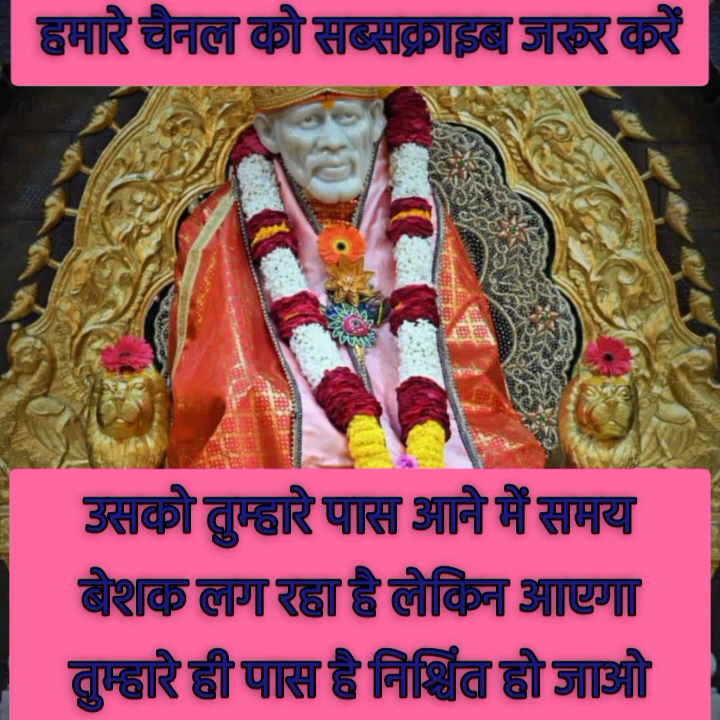 हमारे चैनल को सब्सक्राइब जरूर करें
उसको तुम्हारे पास आने में समय
बेशक लग रहा है लेकिन आएगा
तुम्हारे ही पास है निश्चिंत हो जाओ